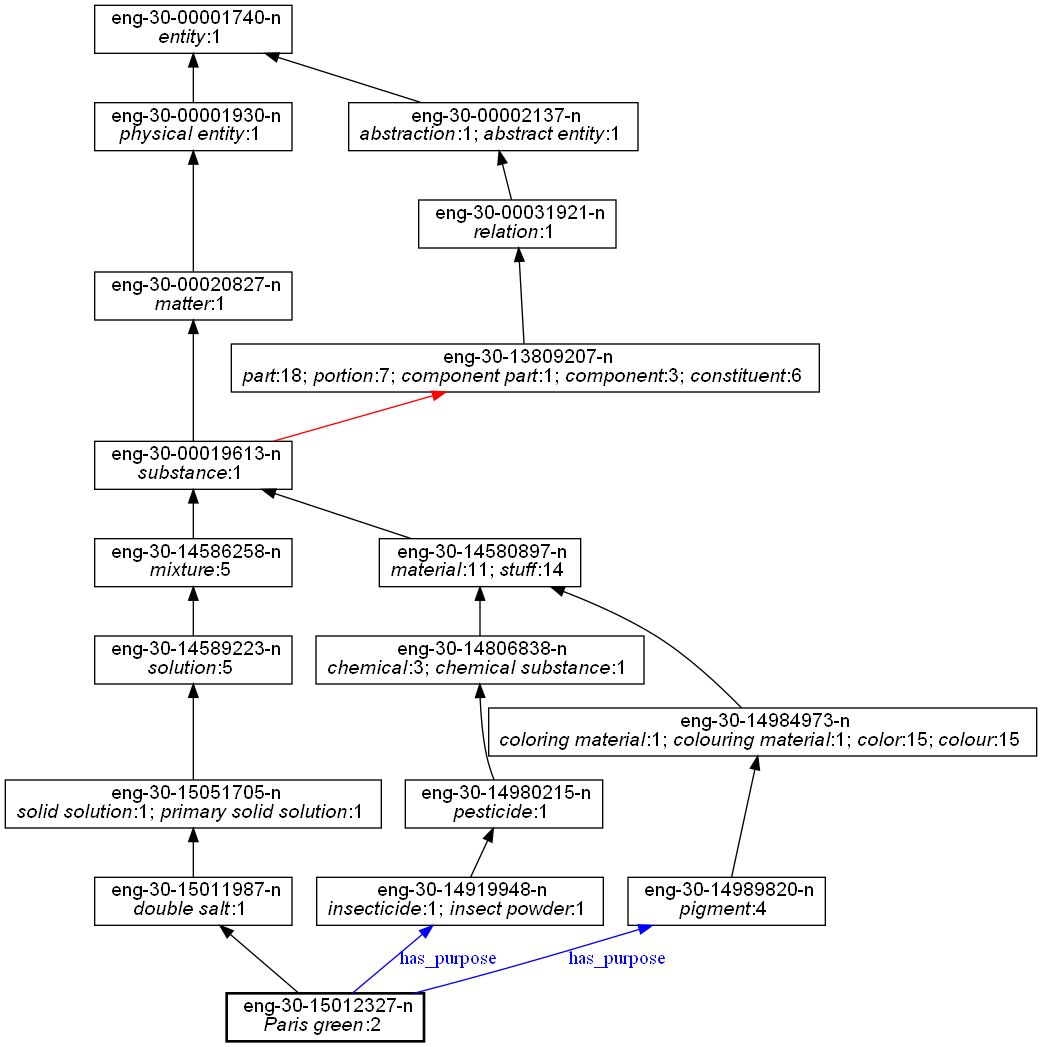 eng-30-00001740-n
entity:1
eng-30-00001930-n
physical entity:1
eng-30-00002137-n
abstraction:1; abstract entity:1
eng-30-00031921-n
relation:1
eng-30-00020827-n
matter:1
eng-30-13809207-n
part:18; portion:7; component part:1; component:3; constituent:6
eng-30-00019613-n
substance:1
eng-30-14586258-n
mixture:5
eng-30-14580897-n
material:11; stuff:14
eng-30-14589223-n
solution:5
eng-30-14806838-n
chemical:3; chemical substance:1
eng-30-14984973-n
coloring material:1; colouring material:1; color:15; colour:15
eng-30-15051705-n
solid solution:1; primary solid solution:1
eng-30-14980215-n
pesticide:1
eng-30-15011987-n
double salt:1
eng-30-14919948-n
insecticide:1; insect powder:1
eng-30-14989820-n
pigment:4
has_purpose
has_purpose
eng-30-15012327-n
Paris green:2